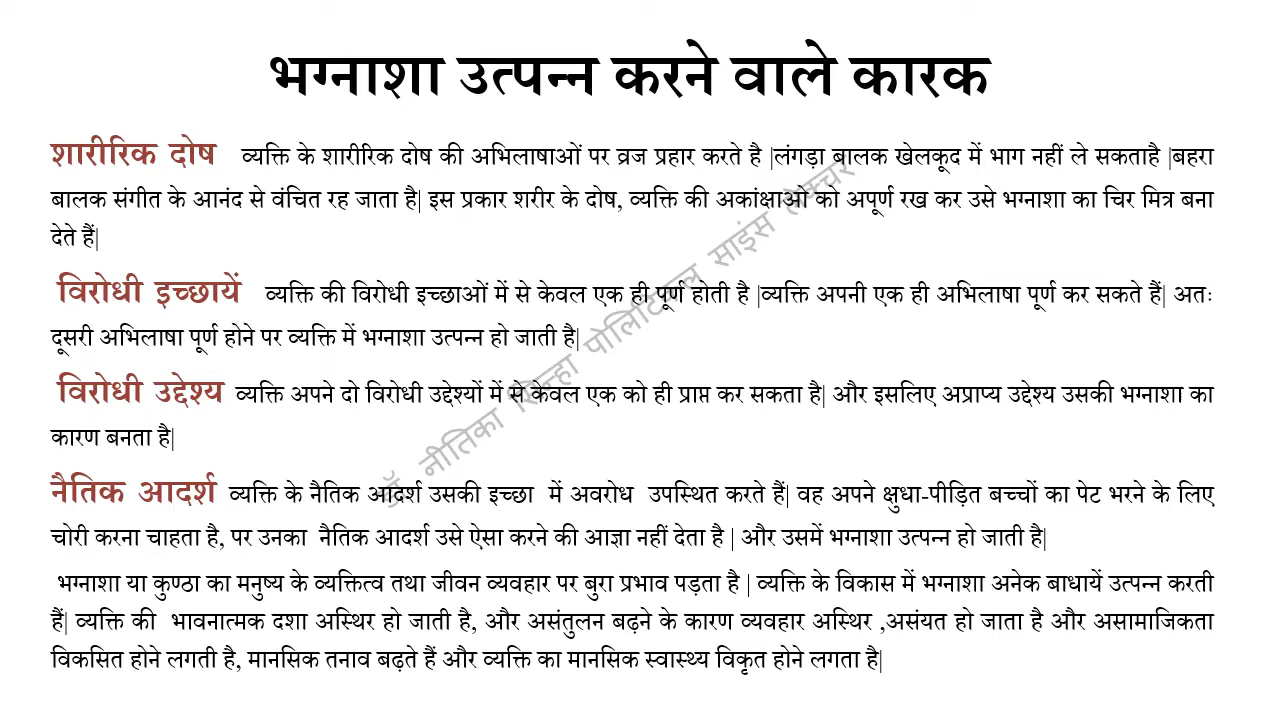 भग्नाशा उत्पन्न करने वाले कारक
शारीरिक दोष व्यक्ति के शारीरिक दोष की अभिलाषाओं पर व्रज प्रहार करते है |लंगड़ा बालक खेलकूद में भाग नहीं ले सकताहै |बहरा
बालक संगीत के आनंद से वंचित रह जाता है| इस प्रकार शरीर के दोष, व्यक्ति की अकांक्षाओ को अपूर्ण रख कर उसे भग्नाशा का चिर मित्र बना
देते हैं|
विरोधी इच्छायें व्यक्ति की विरोधी इच्छाओं में से केवल एक ही पूर्ण होती है |व्यक्ति अपनी एक ही अभिलाषा पूर्ण कर सकते हैं| अतः
दूसरी अभिलाषा पूर्ण होने पर व्यक्ति में भग्नाशा उत्पन्न हो जाती है|
विरोधी उद्देश्य व्यक्ति अपने दो विरोधी उद्देश्यों में से केवल एक को ही प्राप्त कर सकता है| और इसलिए अप्राप्य उद्देश्य उसकी भग्नाशा का
कारण बनता है|
नैतिक आदर्श व्यक्ति के नैतिक आदर्श उसकी इच्छा में अवरोध उपस्थित करते हैं| वह अपने क्षुधा-पीड़ित बच्चों का पेट भरने के लिए
चोरी करना चाहता है, पर उनका नैतिक आदर्श उसे ऐसा करने की आज्ञा नहीं देता है | और उसमें भग्नाशा उत्पन्न हो जाती है|
भग्नाशा या कुण्ठा का मनुष्य के व्यक्तित्व तथा जीवन व्यवहार पर बुरा प्रभाव पड़ता है | व्यक्ति के विकास में भग्नाशा अनेक बाधायें उत्पन्न करती
हैं| व्यक्ति की भावनात्मक दशा अस्थिर हो जाती है, और असंतुलन बढ़ने के कारण व्यवहार अस्थिर ,असंयत हो जाता है और असामाजिकता
विकसित होने लगती है, मानसिक तनाव बढ़ते हैं और व्यक्ति का मानसिक स्वास्थ्य विकृत होने लगता है|
डॉ. नीतिका सिन्हा पोलिटिकल साइंस लेक्चरर